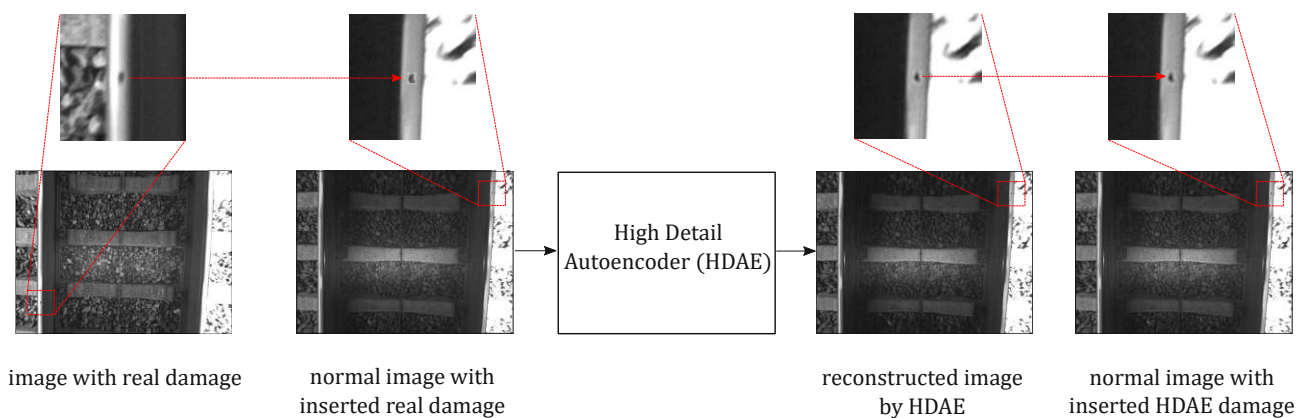 High Detail
Autoencoder (HDAE)
image with real damage
normal image with
inserted real damage
reconstructed image
by HDAE
normal image with
inserted HDAE damage